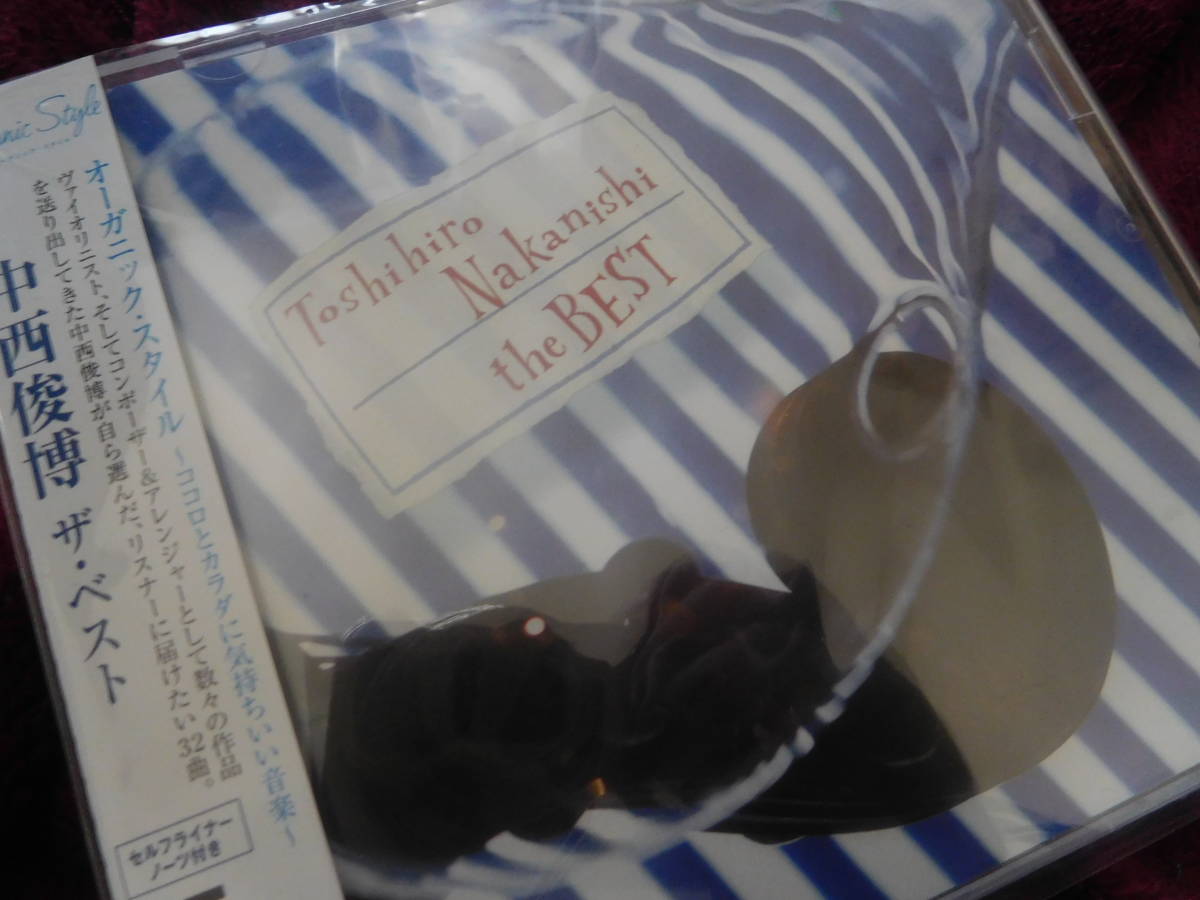 Style
オーガニック・スタイル ～ココロとカラダに気持ちいい音楽～
ヴァイオリニスト、そしてコンポーザー&アレンジャーとして数々の作品
を送り出してきた中西俊博が自ら選んだ、リスナーに届けたい32曲。
中西俊博 ザ・ベスト
セルフライナー
ノーツ付き
Toshihiro
Nakanishi
the BEST